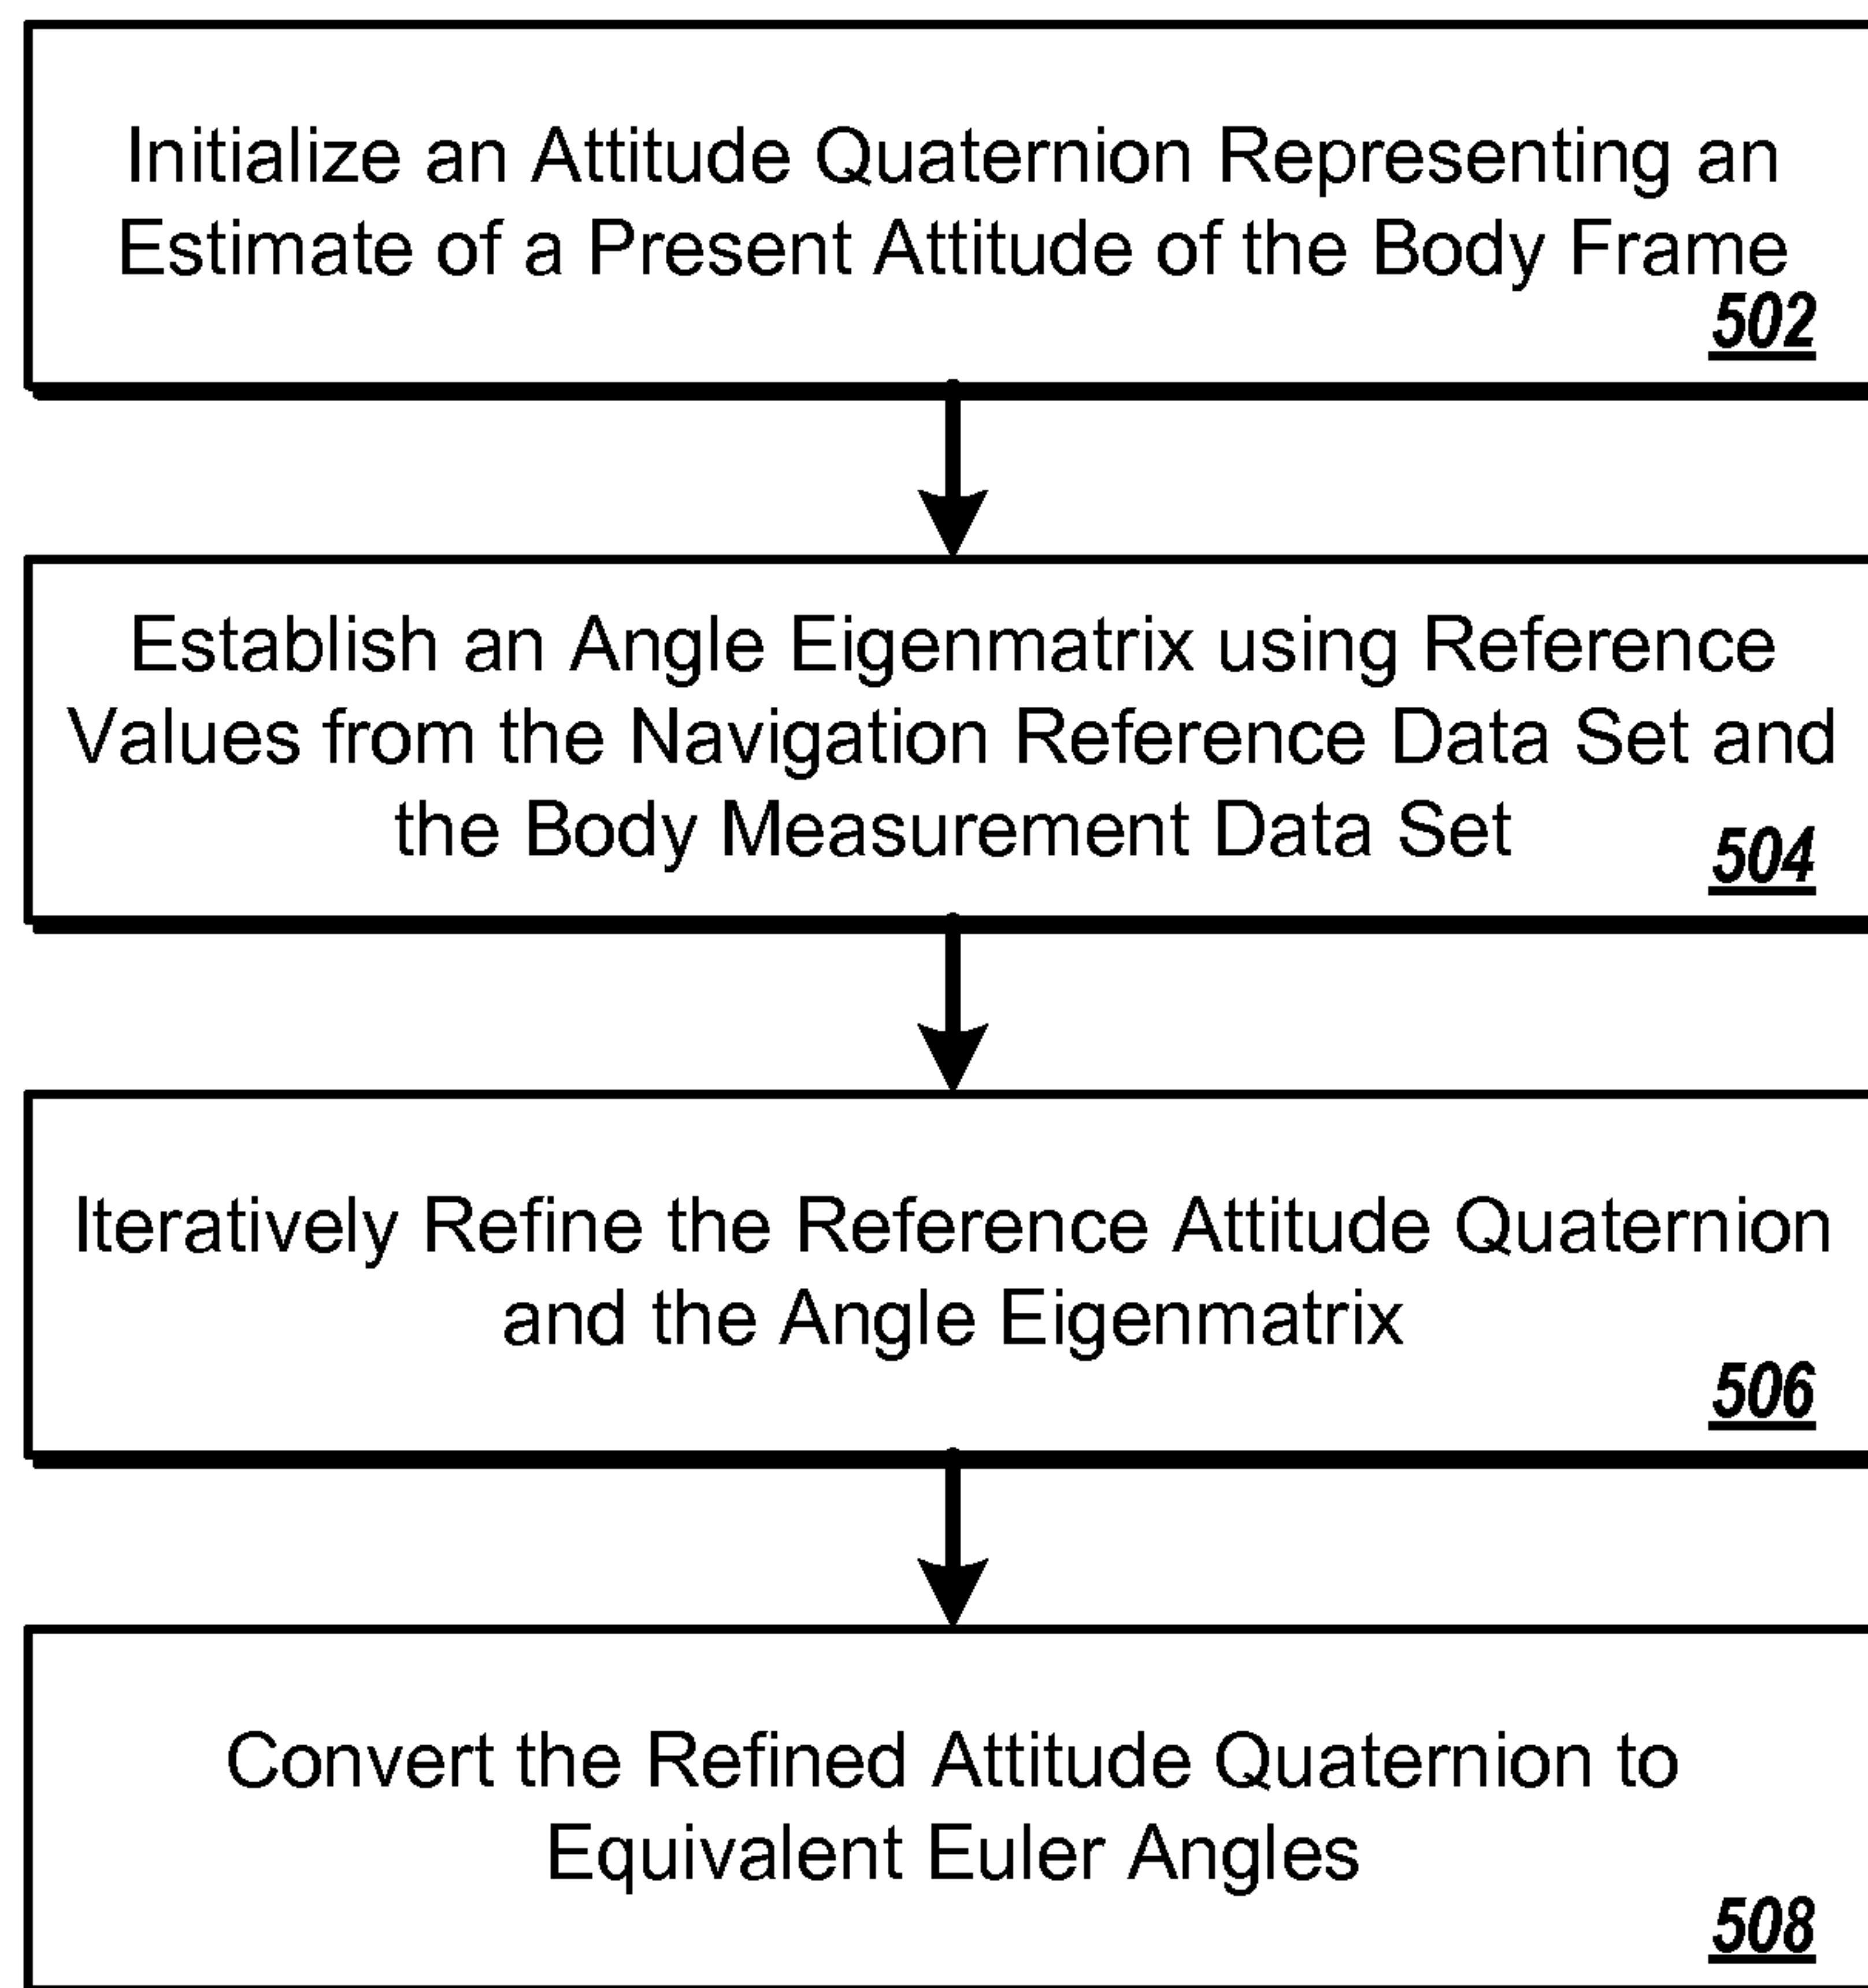 Initialize an Attitude Quaternion Representing an
Estimate of a Present Attitude of the Body Frame
502
Establish an Angle Eigenmatrix using Reference
Values from the Navigation Reference Data Set and
the Body Measurement Data Set
504
Iteratively Refine the Reference Attitude Quaternion
and the Angle Eigenmatrix
506
Convert the Refined Attitude Quaternion to
Equivalent Euler Angles
508